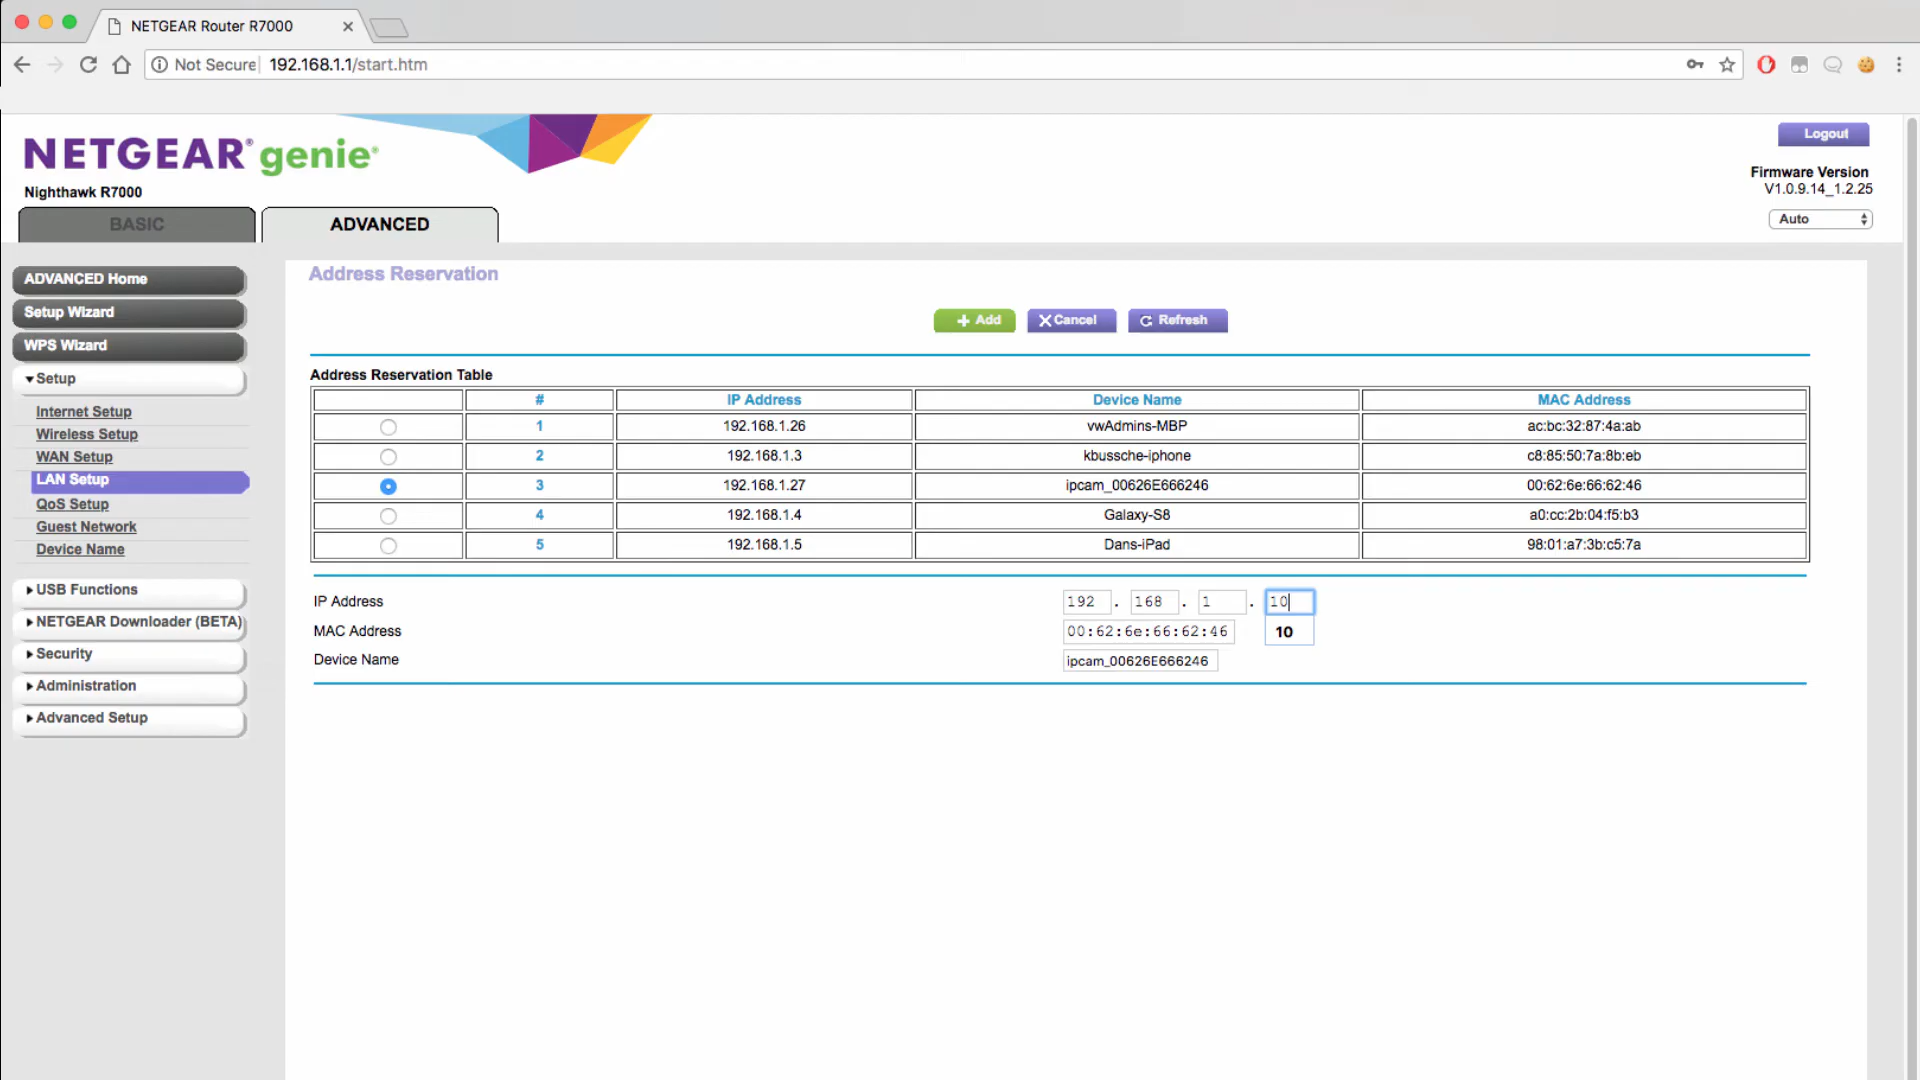 NETGEAR Router R7000
Not Secure 192.168.1.1/start.htm
NETGEAR® genie®
Nighthawk R7000
Logout
Firmware Version
V1.0.9.14_1.2.25
Auto
BASIC
ADVANCED
ADVANCED Home
Setup Wizard
WPS Wizard
Setup
Internet Setup
Wireless Setup
WAN Setup
LAN Setup
QoS Setup
Guest Network
Device Name
USB Functions
NETGEAR Downloader (BETA)
Security
Administration
Advanced Setup
Address Reservation
+ Add
X Cancel
Refresh
Address Reservation Table
# IP Address Device Name MAC Address
1 192.168.1.26 vwAdmins-MBP ac:bc:32:87:4a:ab
2 192.168.1.3 kbussche-iphone c8:85:50:7a:8b:eb
3 192.168.1.27 ipcam_00626E666246 00:62:6e:66:62:46
4 192.168.1.4 Galaxy-S8 a0:cc:2b:04:f5:b3
5 192.168.1.5 Dans-iPad 98:01:a7:3b:c5:7a
IP Address 192 . 168 . 1 . 10
MAC Address 00:62:6e:66:62:46 10
Device Name ipcam_00626E666246